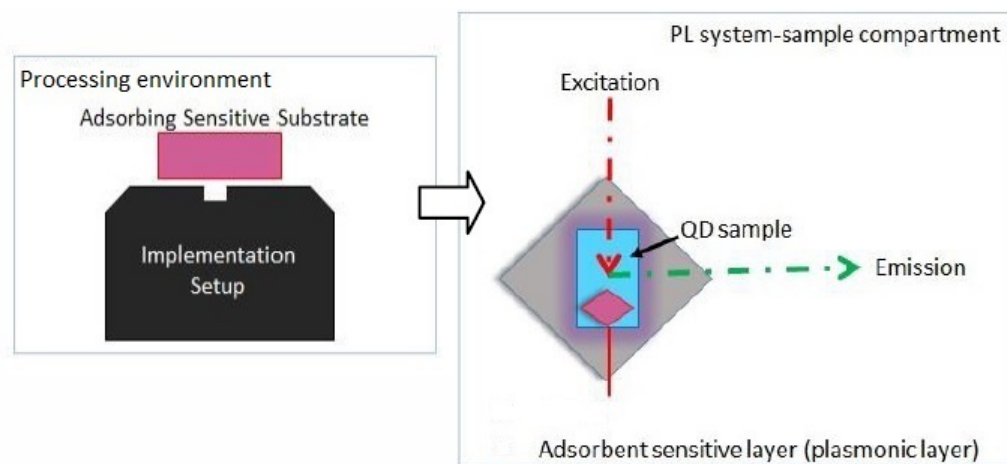 Processing environment
Adsorbing Sensitive Substrate
Implementation
Setup
PL system-sample compartment
Excitation
QD sample
Emission
Adsorbent sensitive layer (plasmonic layer)